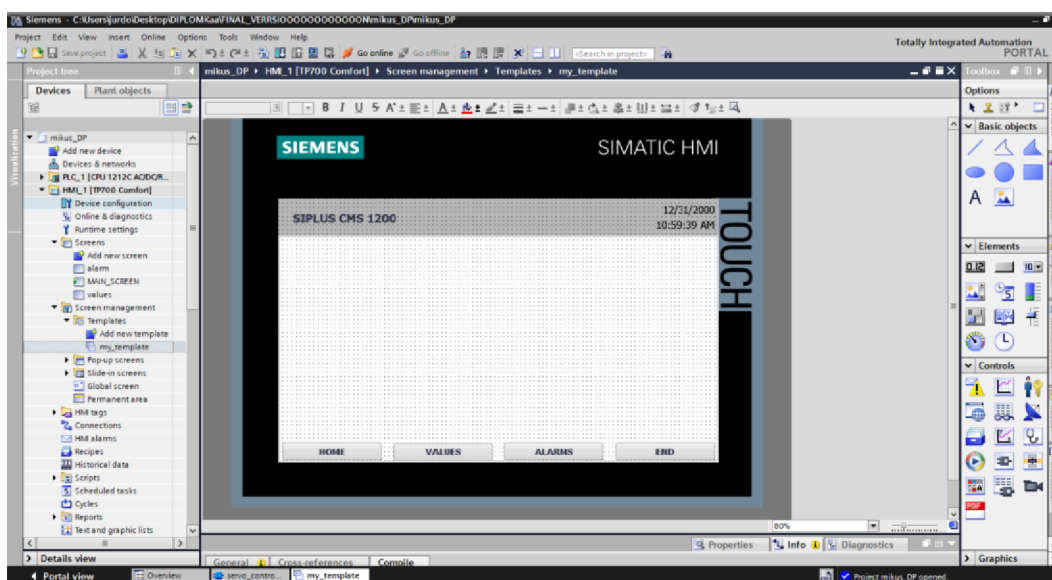 Siemens - C:\Users\jurdo\Desktop\DIPLOMKaa\FINAL_VERRSIOOOOOOOOOOOON\mikus_DP\mikus_DP
Project Edit View Insert Online Options Tools Window Help
Totally Integrated Automation
PORTAL
Save project
Go online
Go offline
<Search in project>
Project tree
mikus_DP HMI_1 [TP700 Comfort] Screen management Templates my_template
Toolbox
Devices
Plant objects
Options
Visualization
B I U S A
mikus_DP
Add new device
Devices & networks
PLC_1 [CPU 1212C AC/DC/R...
HMI_1 [TP700 Comfort]
Device configuration
Online & diagnostics
Runtime settings
Screens
Add new screen
alarm
MAIN_SCREEN
values
Screen management
Templates
Add new template
my_template
Pop-up screens
Slide-in screens
Global screen
Permanent area
HMI tags
Connections
HMI alarms
Recipes
Historical data
Scripts
Scheduled tasks
Cycles
Reports
Text and graphic lists
Details view
SIEMENS
SIMATIC HMI
SIPLUS CMS 1200
12/31/2000
10:59:39 AM
TOUCH
HOME
VALUES
ALARMS
END
80%
Basic objects
A
Elements
Controls
PDF
Graphics
Properties
Info
Diagnostics
General
Cross-references
Compile
Portal view
Overview
servo_contro...
my_template
Project mikus_DP opened.